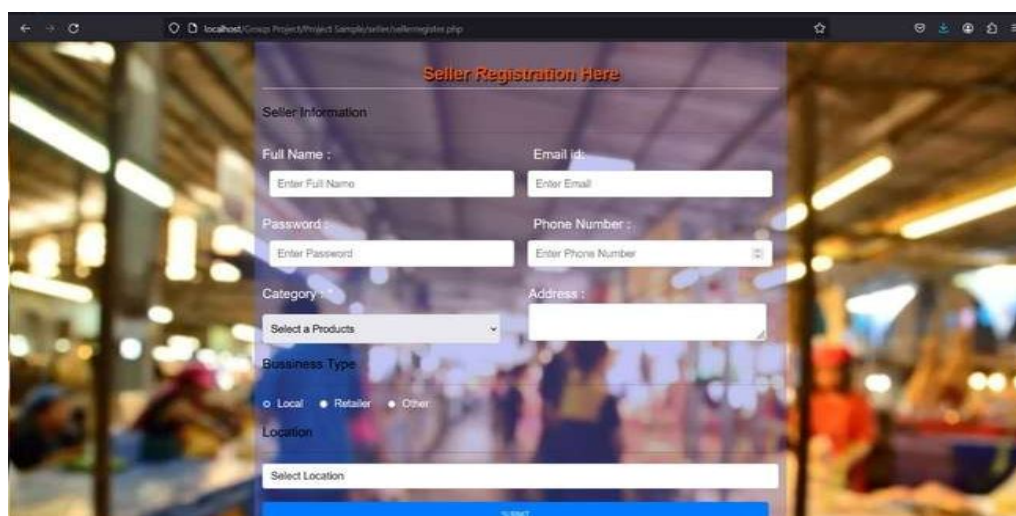 localhost/Group Project/Project Sample/seller/sellerregister.php
Seller Registration Here
Seller Information
Full Name :
Email id:
Enter Full Name
Enter Email
Password :
Phone Number :
Enter Password
Enter Phone Number
Category : *
Address :
Select a Products
Bussiness Type
Local Retailer Other
Location
Select Location
SUBMIT